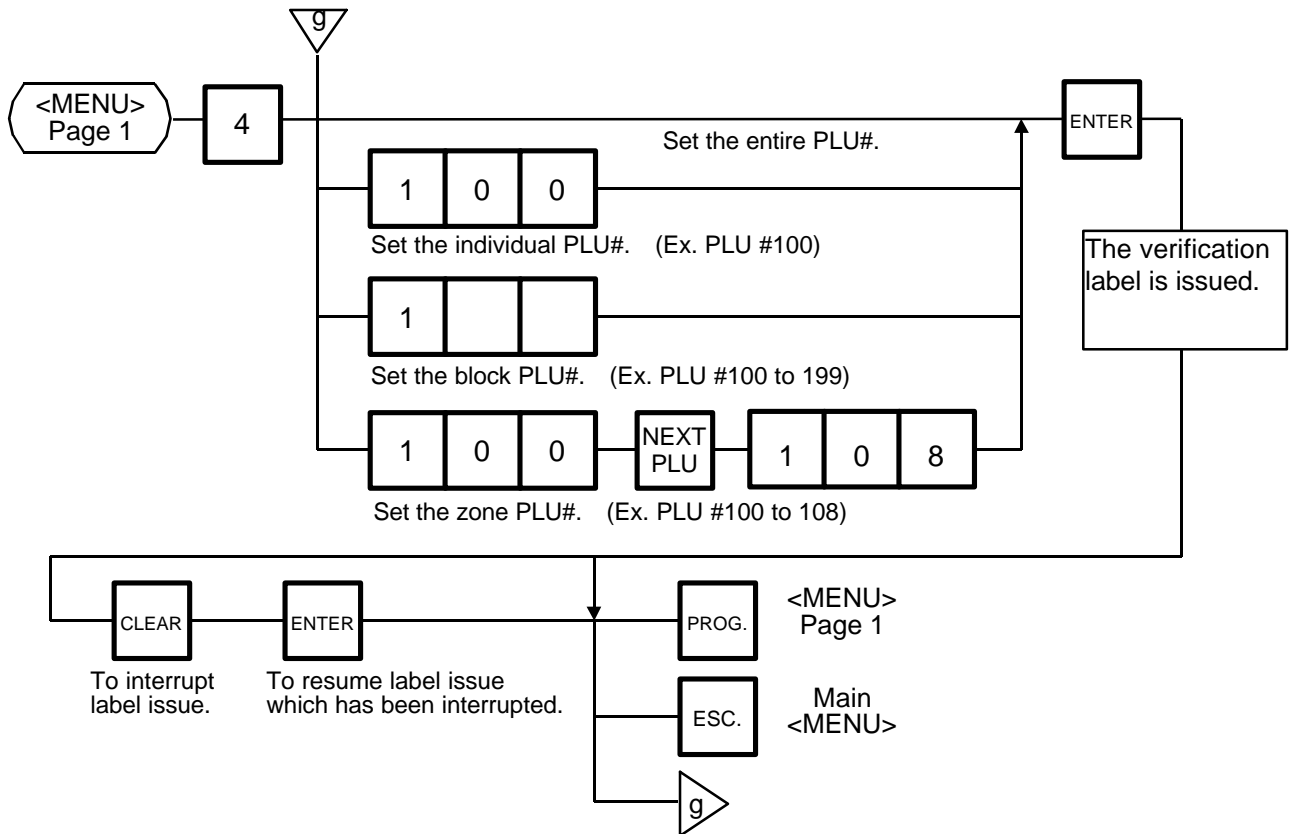 g
<MENU>
Page 1
4
ENTER
Set the entire PLU#.
1 0 0
Set the individual PLU#. (Ex. PLU #100)
The verification
label is issued.
1
Set the block PLU#. (Ex. PLU #100 to 199)
1 0 0 NEXT PLU 1 0 8
Set the zone PLU#. (Ex. PLU #100 to 108)
CLEAR
ENTER
PROG.
<MENU>
Page 1
To interrupt
label issue.
To resume label issue
which has been interrupted.
ESC.
Main
<MENU>
g